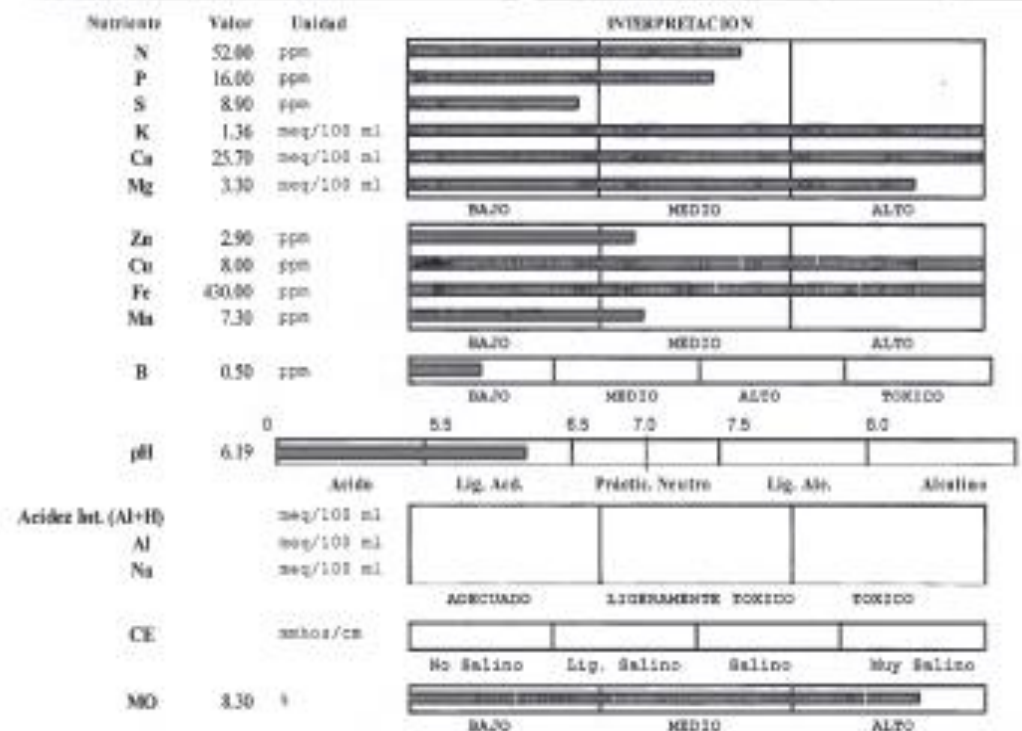 Nutriente Valor Unidad INTERPRETACION
N 52.00 ppm
P 16.00 ppm
S 8.90 ppm
K 1.36 meq/100 ml
Ca 25.70 meq/100 ml
Mg 3.30 meq/100 ml
BAJO MEDIO ALTO
Zn 2.90 ppm
Cu 8.00 ppm
Fe 430.00 ppm
Mn 7.30 ppm
BAJO MEDIO ALTO
B 0.50 ppm
BAJO MEDIO ALTO TOXICO
0 5.5 6.5 7.0 7.5 8.0
pH 6.19
Acido Lig. Acd. Práctic. Neutro Lig. Alc. Alcalino
Acidez Int. (Al+H) meq/100 ml
Al meq/100 ml
Na meq/100 ml
ADECUADO LIGERAMENTE TOXICO TOXICO
CE mmhos/cm
No Salino Lig. Salino Salino Muy Salino
MO 8.30 %
BAJO MEDIO ALTO